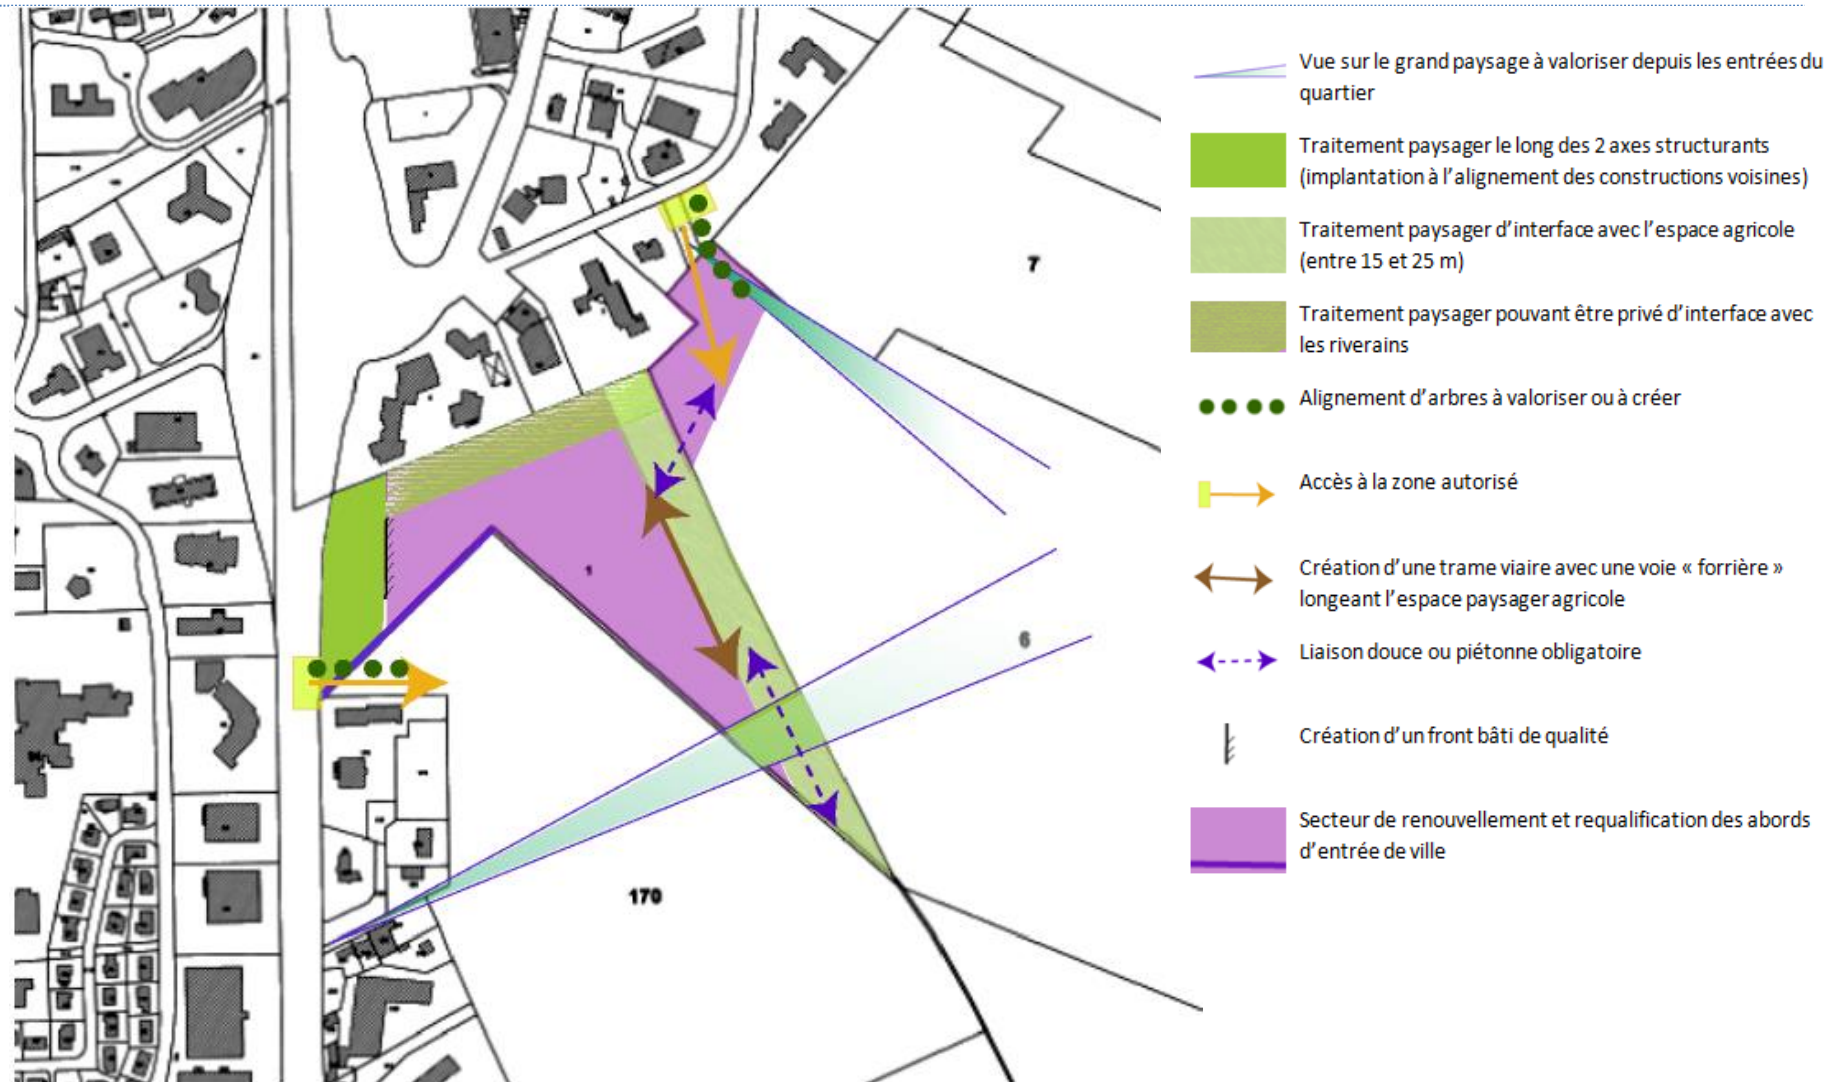 Vue sur le grand paysage à valoriser depuis les entrées du
quartier
Traitement paysager le long des 2 axes structurants
(implantation à l'alignement des constructions voisines)
Traitement paysager d'interface avec l'espace agricole
(entre 15 et 25 m)
Traitement paysager pouvant être privé d'interface avec
les riverains
Alignement d'arbres à valoriser ou à créer
Accès à la zone autorisé
Création d'une trame viaire avec une voie « forrière »
longeant l'espace paysager agricole
Liaison douce ou piétonne obligatoire
Création d'un front bâti de qualité
Secteur de renouvellement et requalification des abords
d'entrée de ville
7
1
6
170